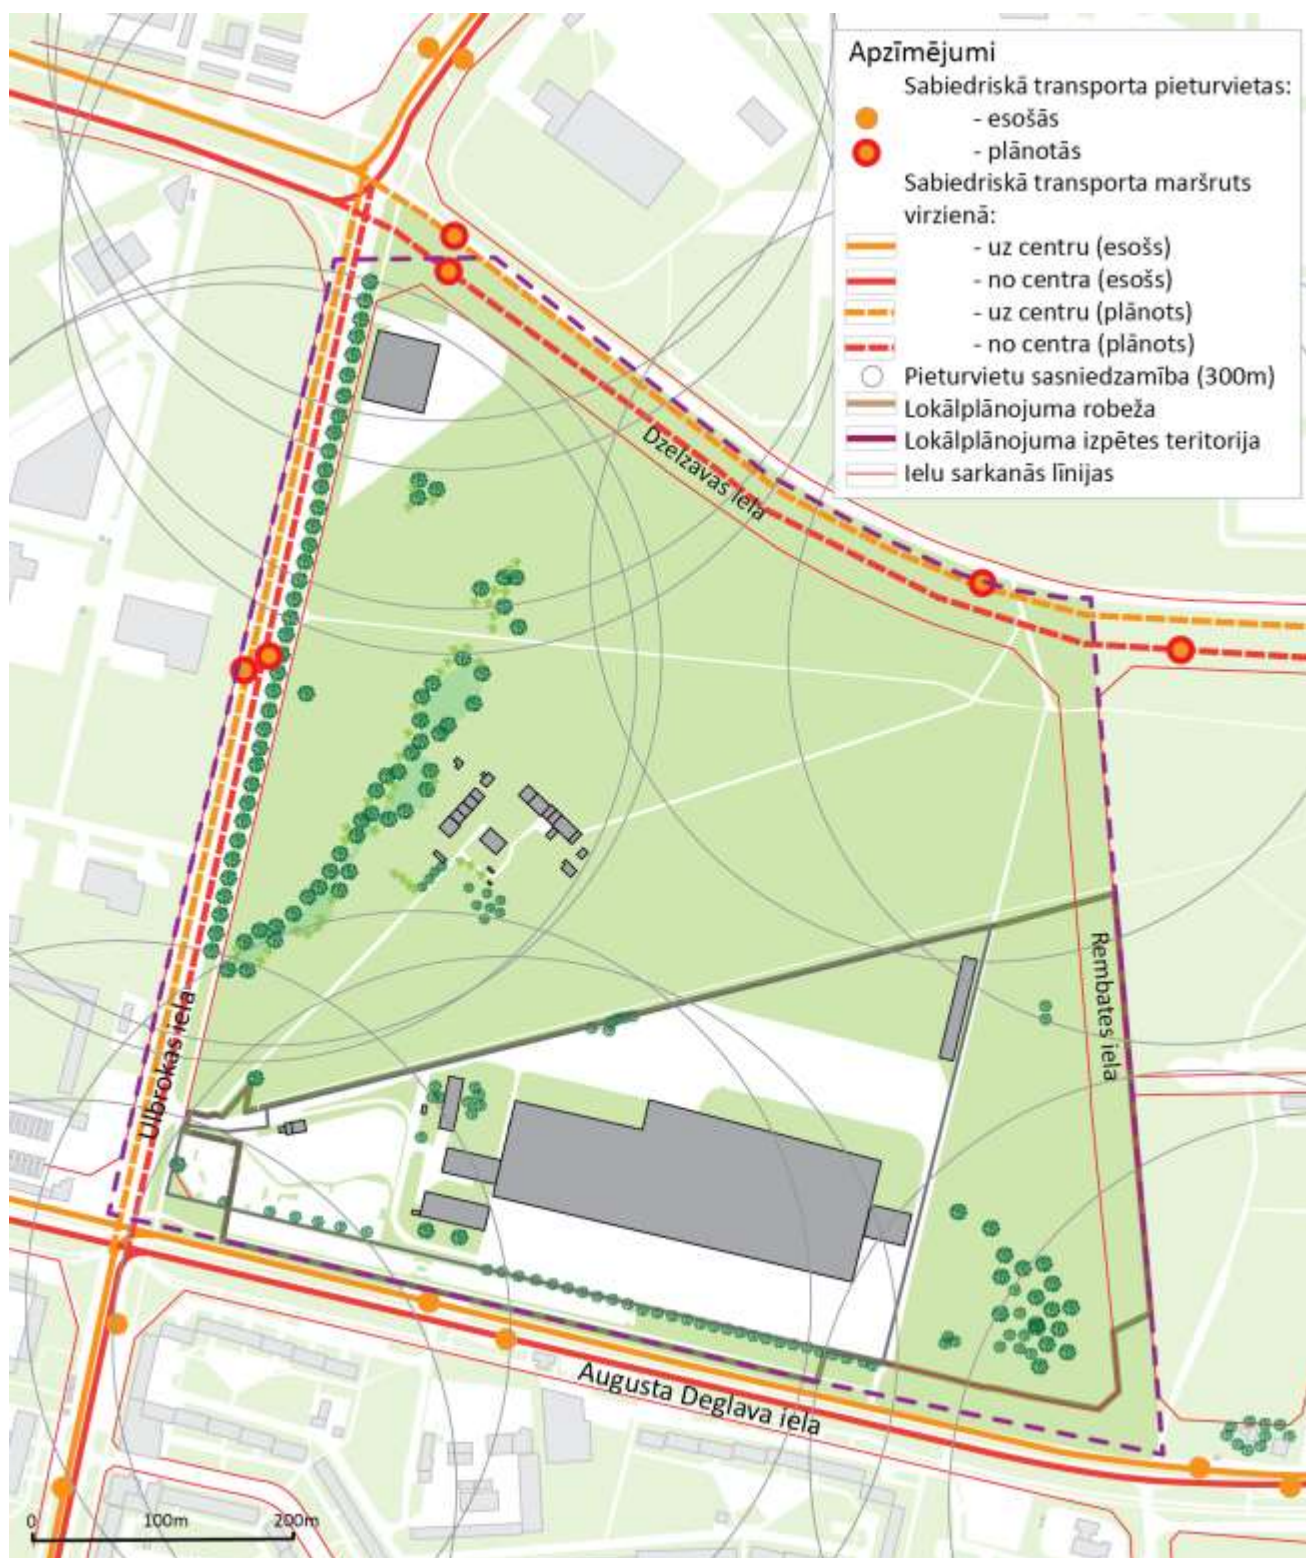 Apzīmējumi
Sabiedriskā transporta pieturvietas:
- esošās
- plānotās
Sabiedriskā transporta maršruts
virzienā:
- uz centru (esošs)
- no centra (esošs)
- uz centru (plānots)
- no centra (plānots)
Pieturvietu sasniedzamība (300m)
Lokālplānojuma robeža
Lokālplānojuma izpētes teritorija
Ielu sarkanās līnijas
Dzelzavas iela
Rembates iela
Ulbrokas iela
Augusta Deglava iela
0 100m 200m